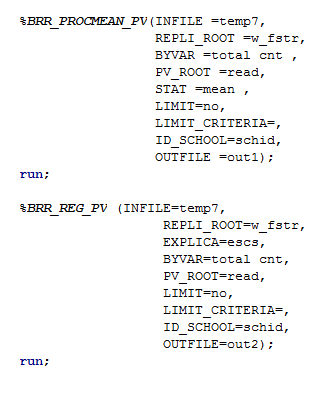 %BRR_PROCMEAN_PV(INFILE =temp7,
REPLI_ROOT =w_fstr,
BYVAR =total cnt ,
PV_ROOT =read,
STAT =mean ,
LIMIT=no,
LIMIT_CRITERIA=,
ID_SCHOOL=schid,
OUTFILE =out1);
run;
%BRR_REG_PV (INFILE=temp7,
REPLI_ROOT=w_fstr,
EXPLICA=escs,
BYVAR=total cnt,
PV_ROOT=read,
LIMIT=no,
LIMIT_CRITERIA=,
ID_SCHOOL=schid,
OUTFILE=out2);
run;